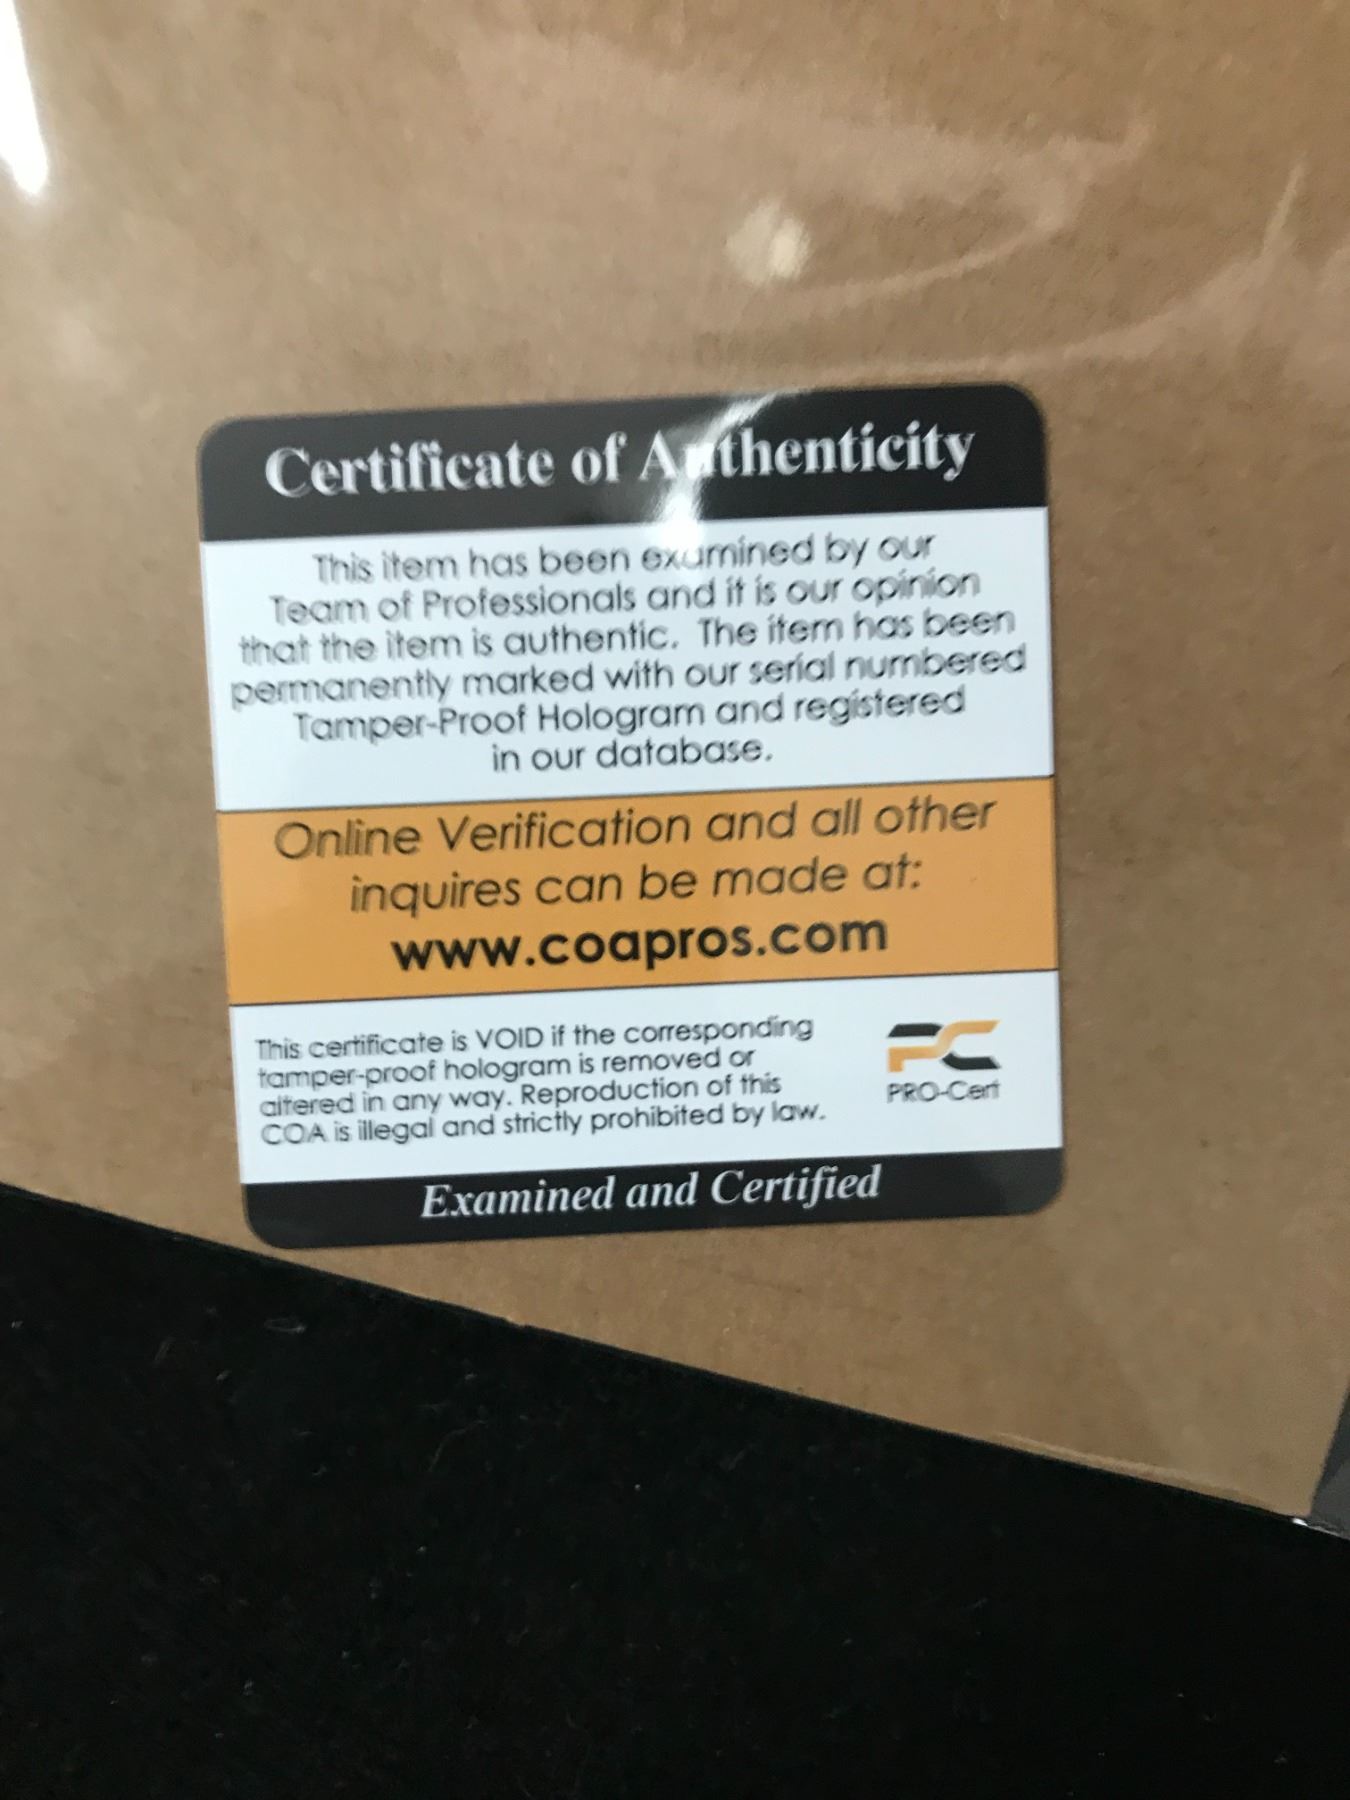 Certificate of Authenticity
This item has been examined by our
Team of Professionals and it is our opinion
that the item is authentic. The item has been
permanently marked with our serial numbered
Tamper-Proof Hologram and registered
in our database.
Online Verification and all other
inquires can be made at:
www.coapros.com
This certificate is VOID if the corresponding
tamper-proof hologram is removed or
altered in any way. Reproduction of this
COA is illegal and strictly prohibited by law.
PC
PRO-Cert
Examined and Certified